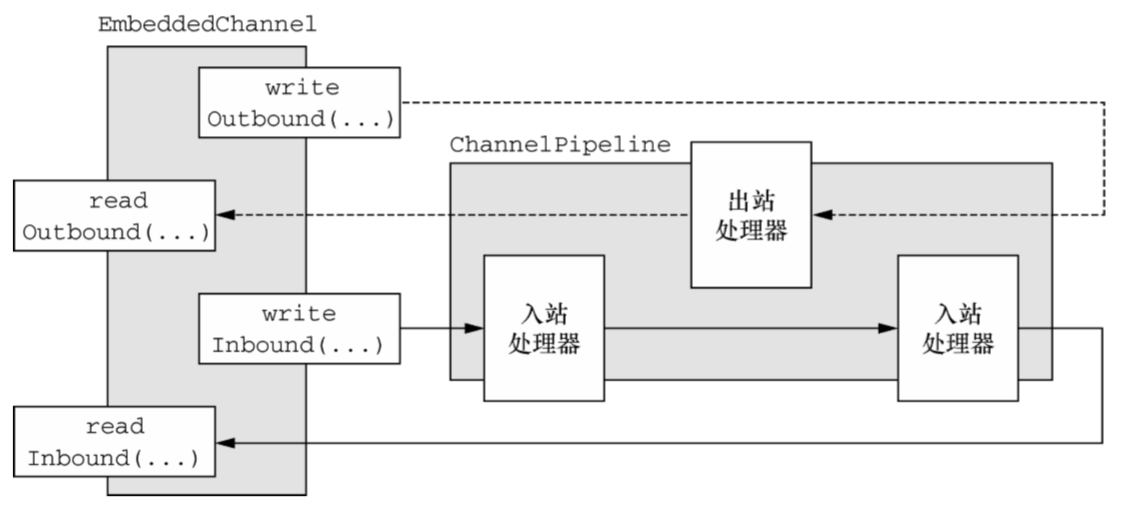 EmbeddedChannel
write
Outbound(...)
ChannelPipeline
read
Outbound(...)
出站
处理器
write
Inbound(...)
入站
处理器
入站
处理器
read
Inbound(...)